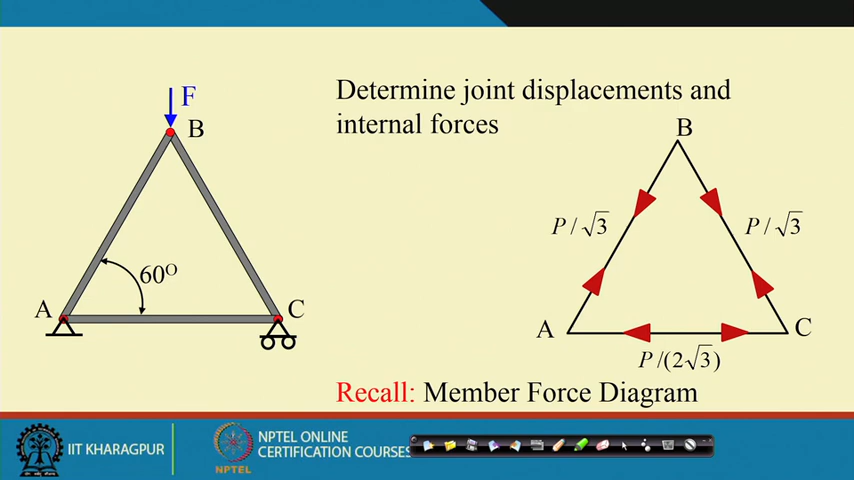 F
B
Determine joint displacements and
internal forces
B
P / √3
P / √3
60°
A
C
A
C
P /(2√3)
Recall: Member Force Diagram
IIT KHARAGPUR
NPTEL
NPTEL ONLINE
CERTIFICATION COURSES